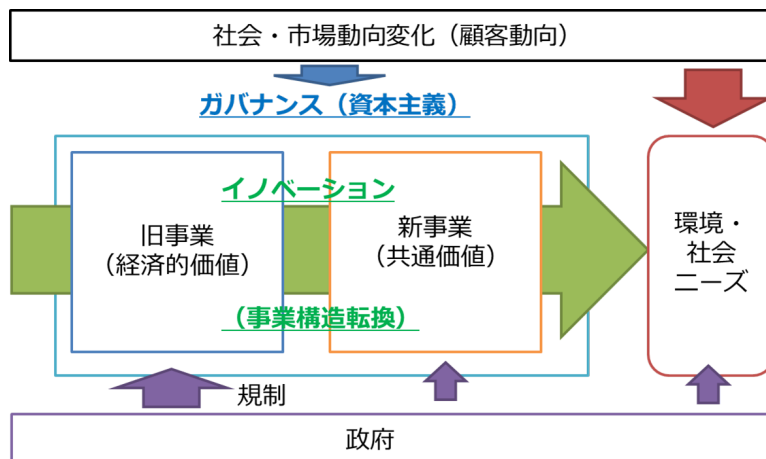 社会・市場動向変化（顧客動向）
ガバナンス（資本主義）
イノベーション
旧事業
（経済的価値）
新事業
（共通価値）
環境・
社会
ニーズ
（事業構造転換）
規制
政府